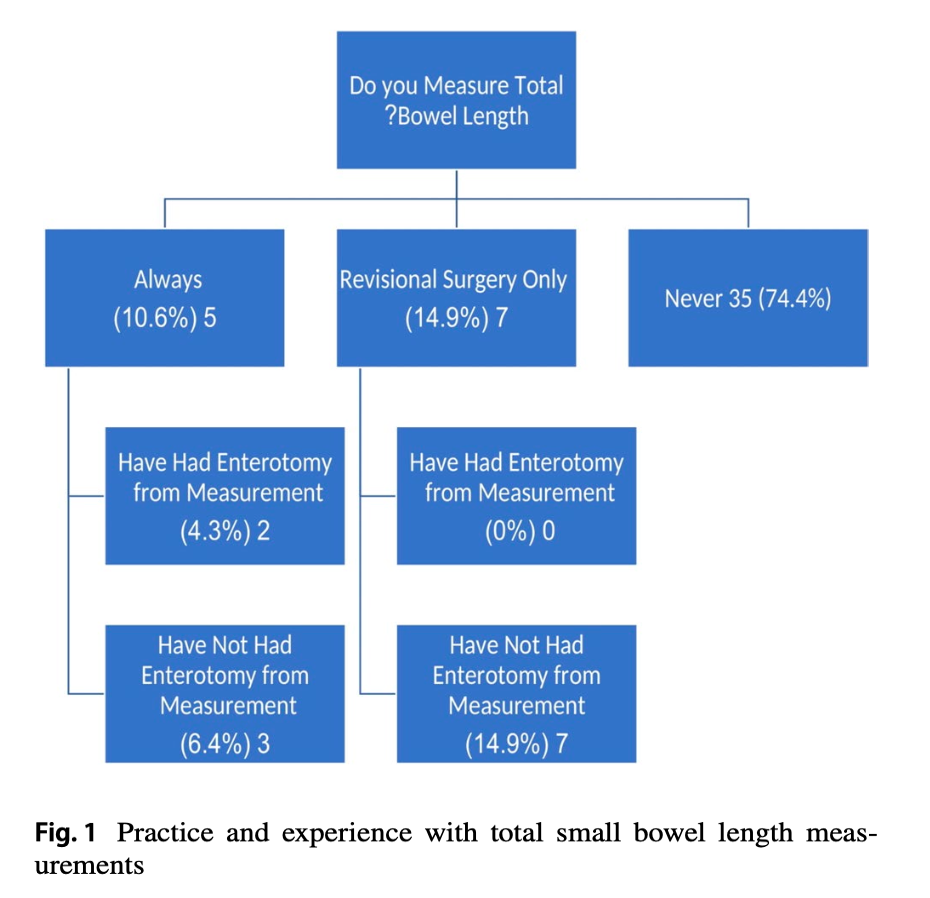 Do you Measure Total
?Bowel Length
Always
(10.6%) 5
Revisional Surgery Only
(14.9%) 7
Never 35 (74.4%)
Have Had Enterotomy
from Measurement
(4.3%) 2
Have Had Enterotomy
from Measurement
(0%) 0
Have Not Had
Enterotomy from
Measurement
(6.4%) 3
Have Not Had
Enterotomy from
Measurement
(14.9%) 7
Fig. 1 Practice and experience with total small bowel length meas-
urements